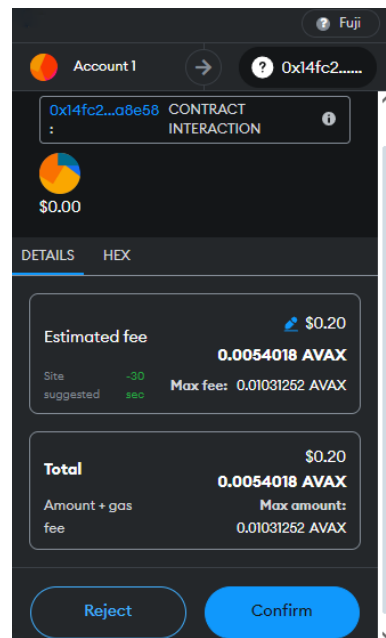 Fuji
Account 1
0x14fc2......
0x14fc2...a8e58 : CONTRACT INTERACTION
$0.00
DETAILS HEX
Estimated fee
$0.20
0.0054018 AVAX
Site suggested
~30 sec
Max fee: 0.01031252 AVAX
Total
$0.20
0.0054018 AVAX
Amount + gas fee
Max amount:
0.01031252 AVAX
Reject
Confirm